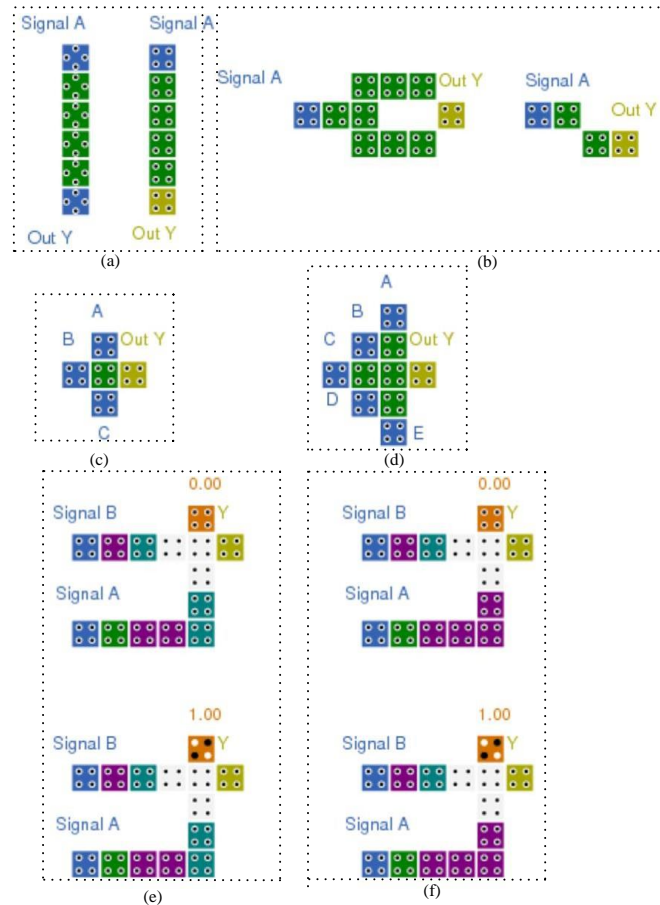 Signal A
Signal A
Out Y
Out Y
(a)
Signal A
Out Y
Signal A
Out Y
(b)
A
B
Out Y
C
(c)
A
B
C
Out Y
D
E
(d)
0.00
Signal B
Y
Signal A
1.00
Signal B
Y
Signal A
(e)
0.00
Signal B
Y
Signal A
1.00
Signal B
Y
Signal A
(f)